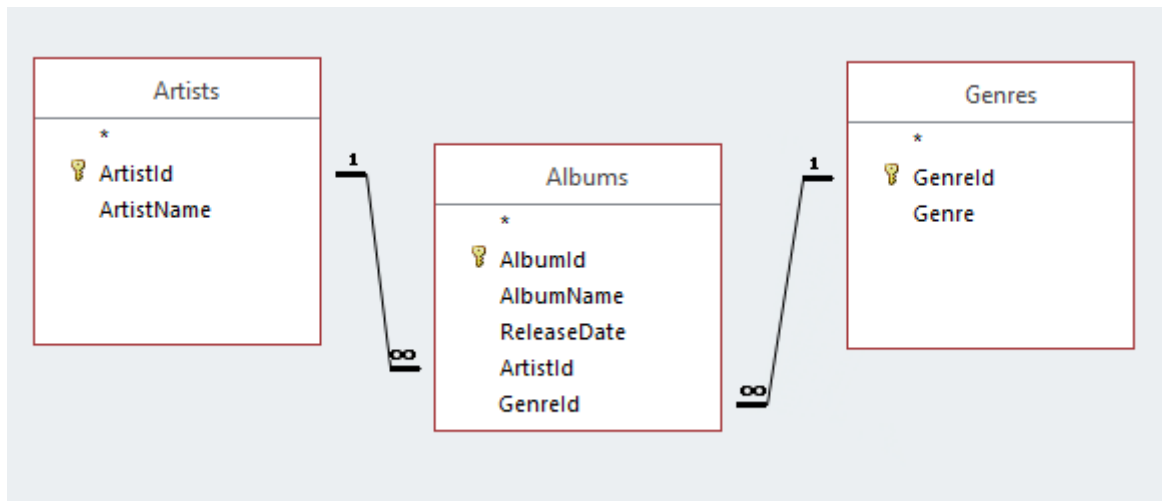 Artists
*
ArtistId
ArtistName
1
∞
Albums
*
AlbumId
AlbumName
ReleaseDate
ArtistId
GenreId
1
∞
Genres
*
GenreId
Genre